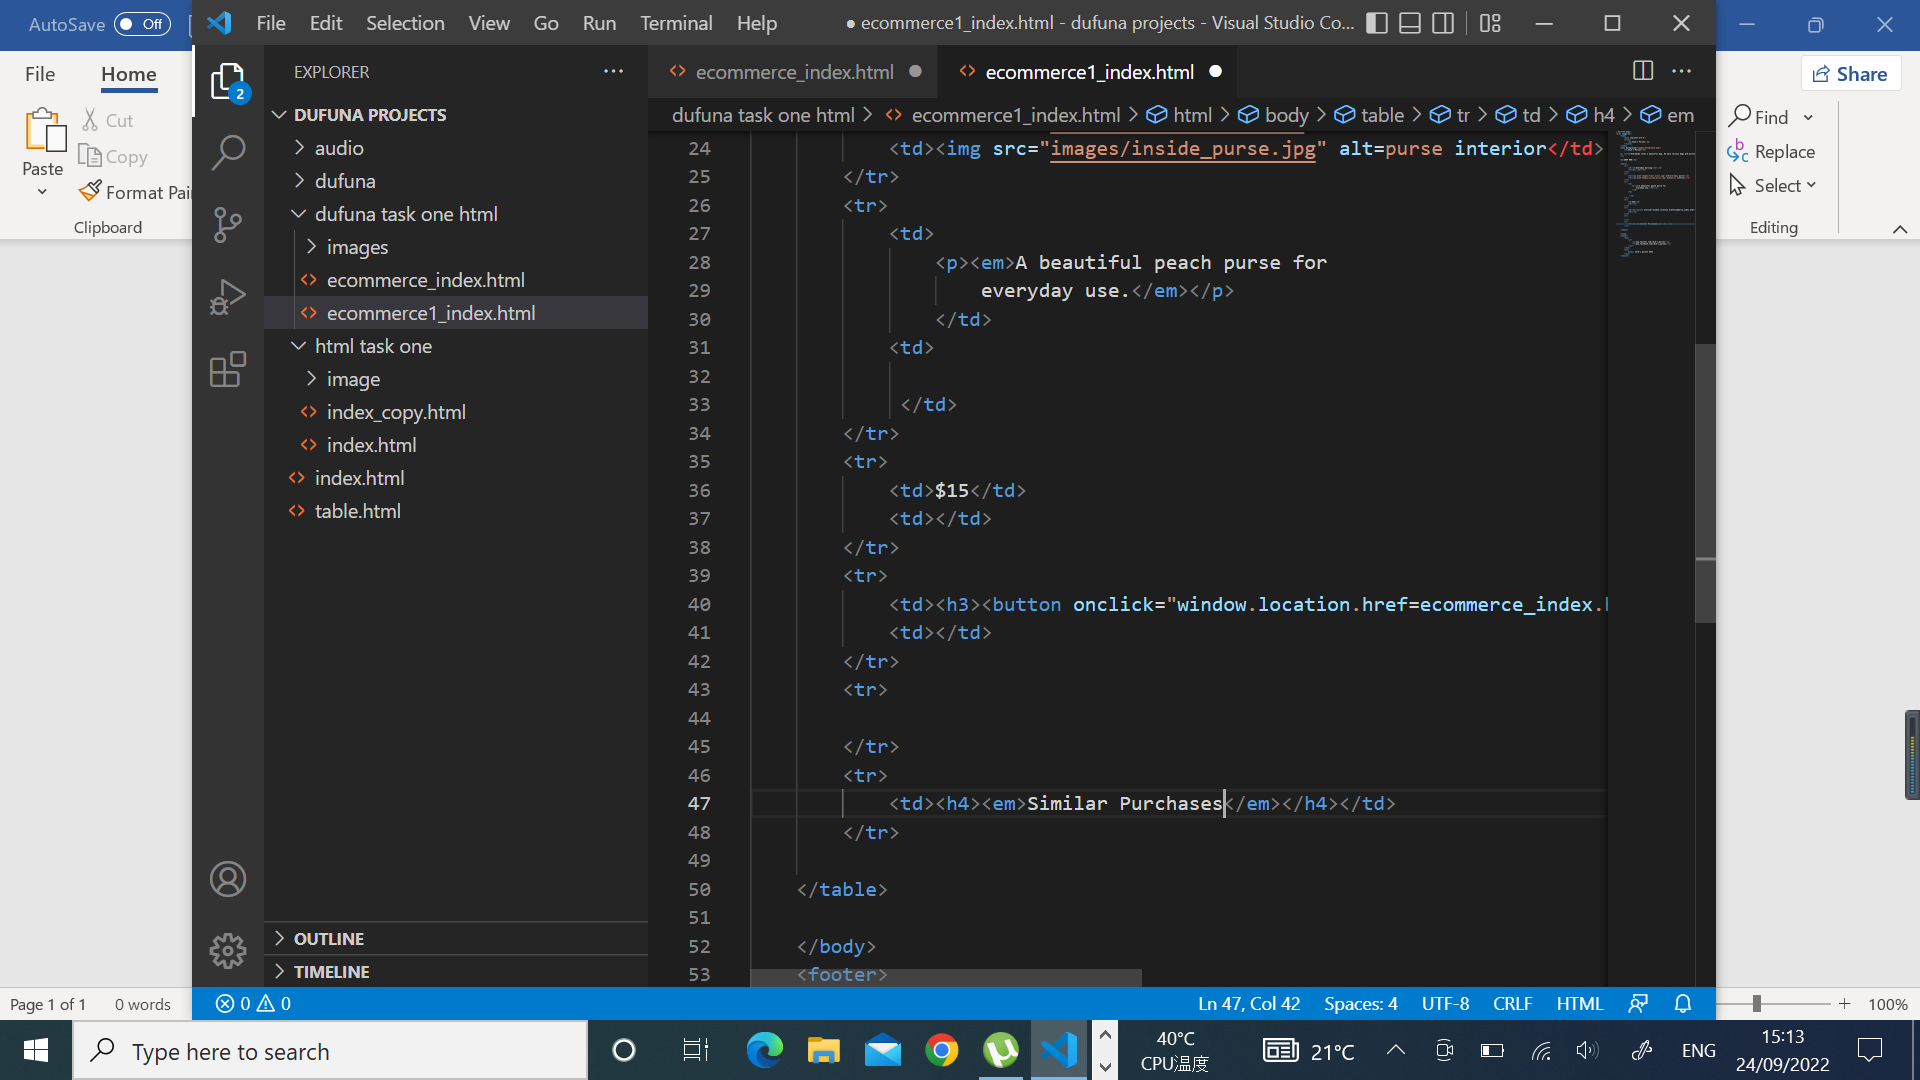 AutoSave Off
File Home
Paste
Cut
Copy
Format Pai
Clipboard
File Edit Selection View Go Run Terminal Help
● ecommerce1_index.html - dufuna projects - Visual Studio Co...
Share
Find
Replace
Select
Editing
EXPLORER
DUFUNA PROJECTS
audio
dufuna
dufuna task one html
images
ecommerce_index.html
ecommerce1_index.html
html task one
image
index_copy.html
index.html
index.html
table.html
OUTLINE
TIMELINE
2
ecommerce_index.html
ecommerce1_index.html
dufuna task one html > ecommerce1_index.html > html > body > table > tr > td > h4 > em
24 <td><img src="images/inside_purse.jpg" alt=purse interior</td>
25 </tr>
26 <tr>
27 <td>
28 <p><em>A beautiful peach purse for
29 everyday use.</em></p>
30 </td>
31 <td>
32
33 </td>
34 </tr>
35 <tr>
36 <td>$15</td>
37 <td></td>
38 </tr>
39 <tr>
40 <td><h3><button onclick="window.location.href=ecommerce_index.
41 <td></td>
42 </tr>
43 <tr>
44
45 </tr>
46 <tr>
47 <td><h4><em>Similar Purchases</em></h4></td>
48 </tr>
49
50 </table>
51
52 </body>
53 <footer>
Page 1 of 1 0 words
0 0
Ln 47, Col 42 Spaces: 4 UTF-8 CRLF HTML
100%
Type here to search
40°C
CPU温度
21°C
ENG
15:13
24/09/2022